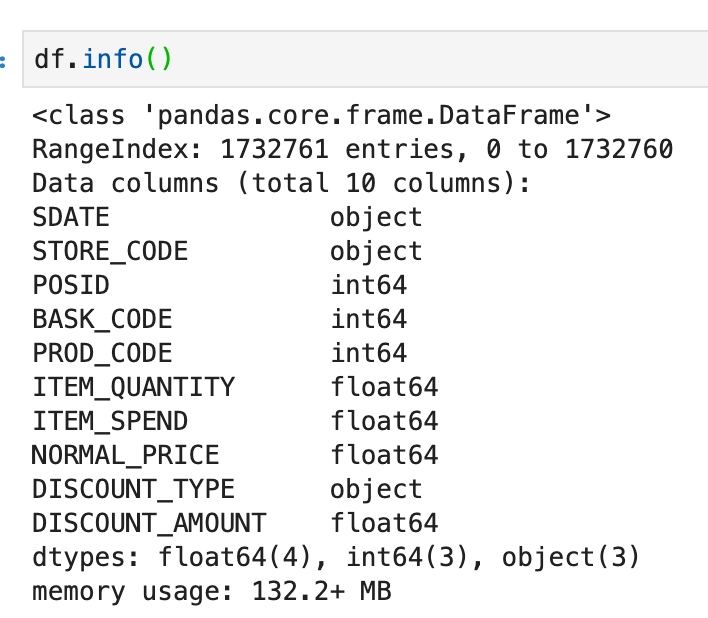 :
df.info()
<class 'pandas.core.frame.DataFrame'>
RangeIndex: 1732761 entries, 0 to 1732760
Data columns (total 10 columns):
SDATE              object
STORE_CODE         object
POSID              int64
BASK_CODE          int64
PROD_CODE          int64
ITEM_QUANTITY      float64
ITEM_SPEND         float64
NORMAL_PRICE       float64
DISCOUNT_TYPE      object
DISCOUNT_AMOUNT    float64
dtypes: float64(4), int64(3), object(3)
memory usage: 132.2+ MB